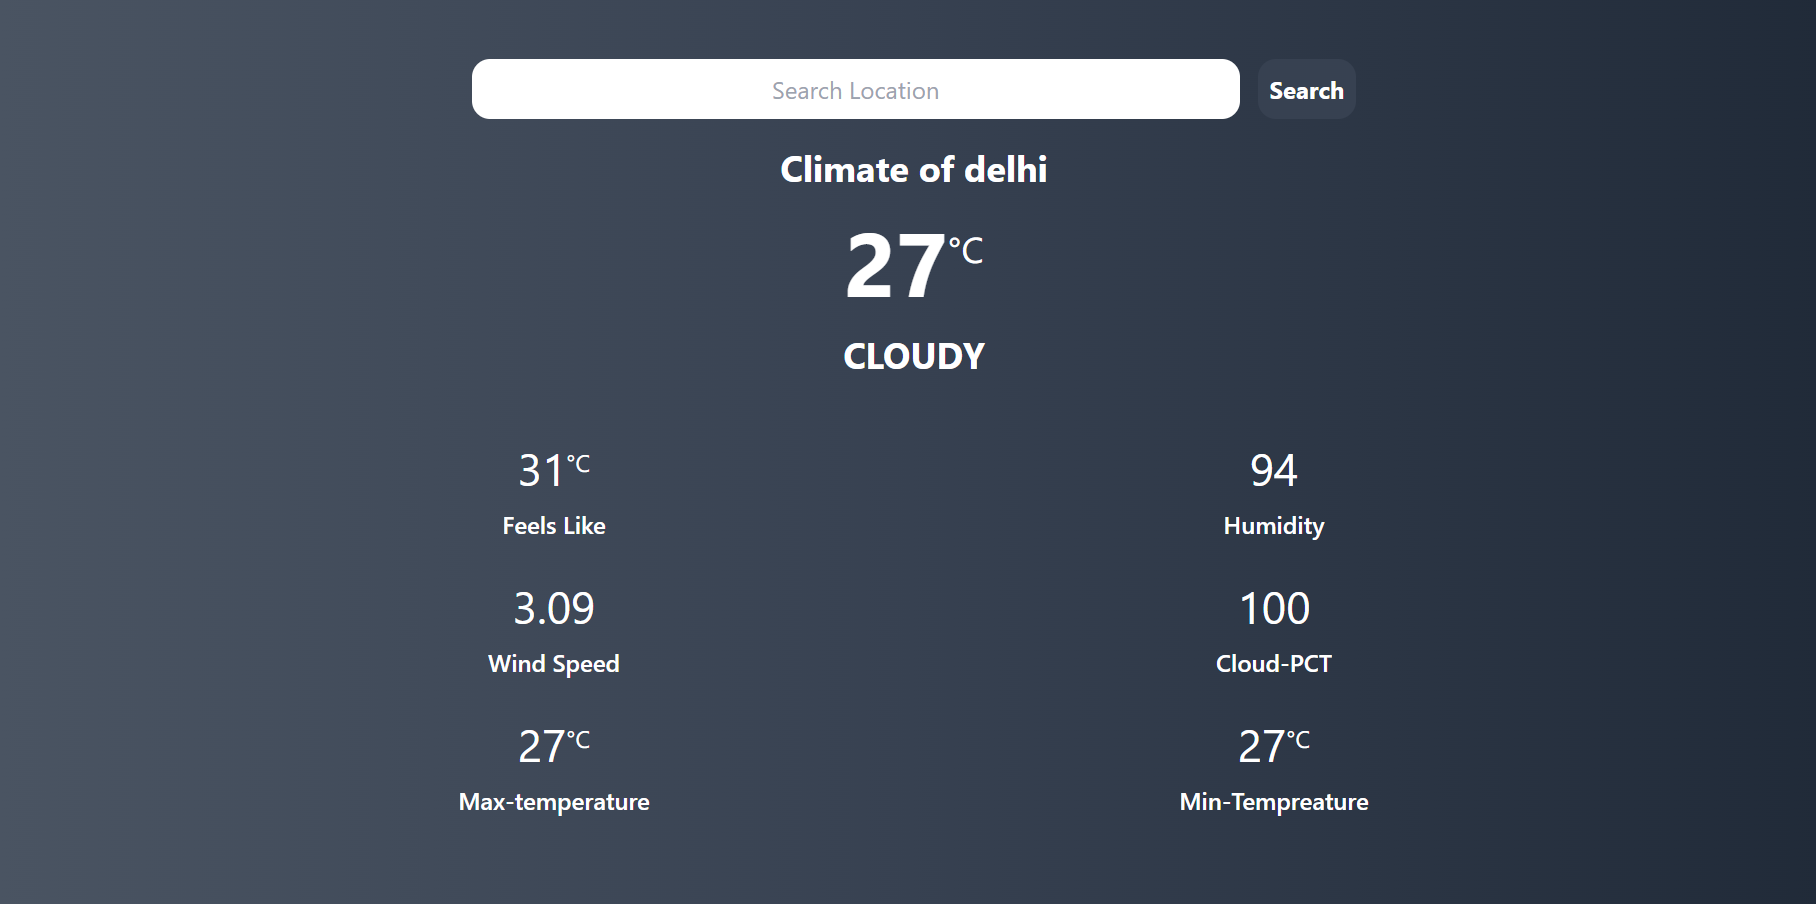 Search Location Search
Climate of delhi
27°C
CLOUDY
31°C 94
Feels Like Humidity
3.09 100
Wind Speed Cloud-PCT
27°C 27°C
Max-temperature Min-Tempreature